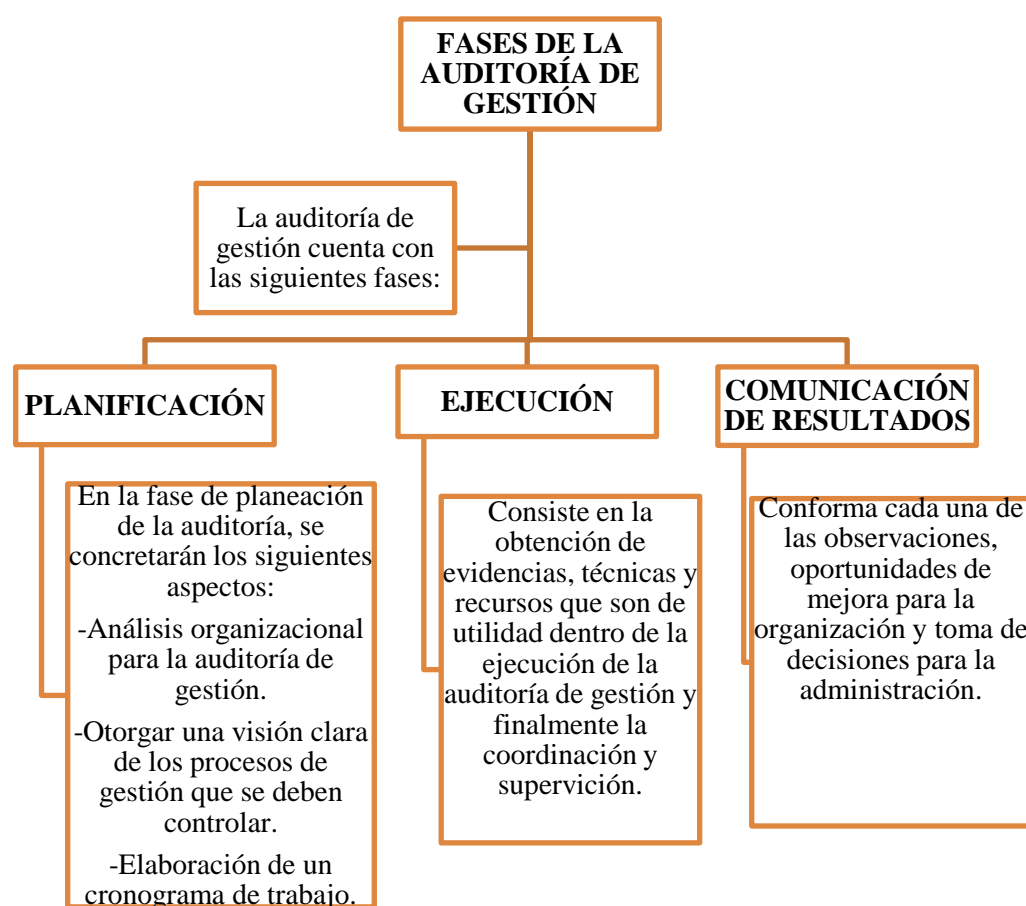 FASES DE LA
AUDITORÍA DE
GESTIÓN
La auditoría de
gestión cuenta con
las siguientes fases:
PLANIFICACIÓN
EJECUCIÓN
COMUNICACIÓN
DE RESULTADOS
En la fase de planeación
de la auditoría, se
concretarán los siguientes
aspectos:
-Análisis organizacional
para la auditoría de
gestión.
-Otorgar una visión clara
de los procesos de
gestión que se deben
controlar.
-Elaboración de un
cronograma de trabajo.
Consiste en la
obtención de
evidencias, técnicas y
recursos que son de
utilidad dentro de la
ejecución de la
auditoría de gestión y
finalmente la
coordinación y
supervición.
Conforma cada una de
las observaciones,
oportunidades de
mejora para la
organización y toma de
decisiones para la
administración.